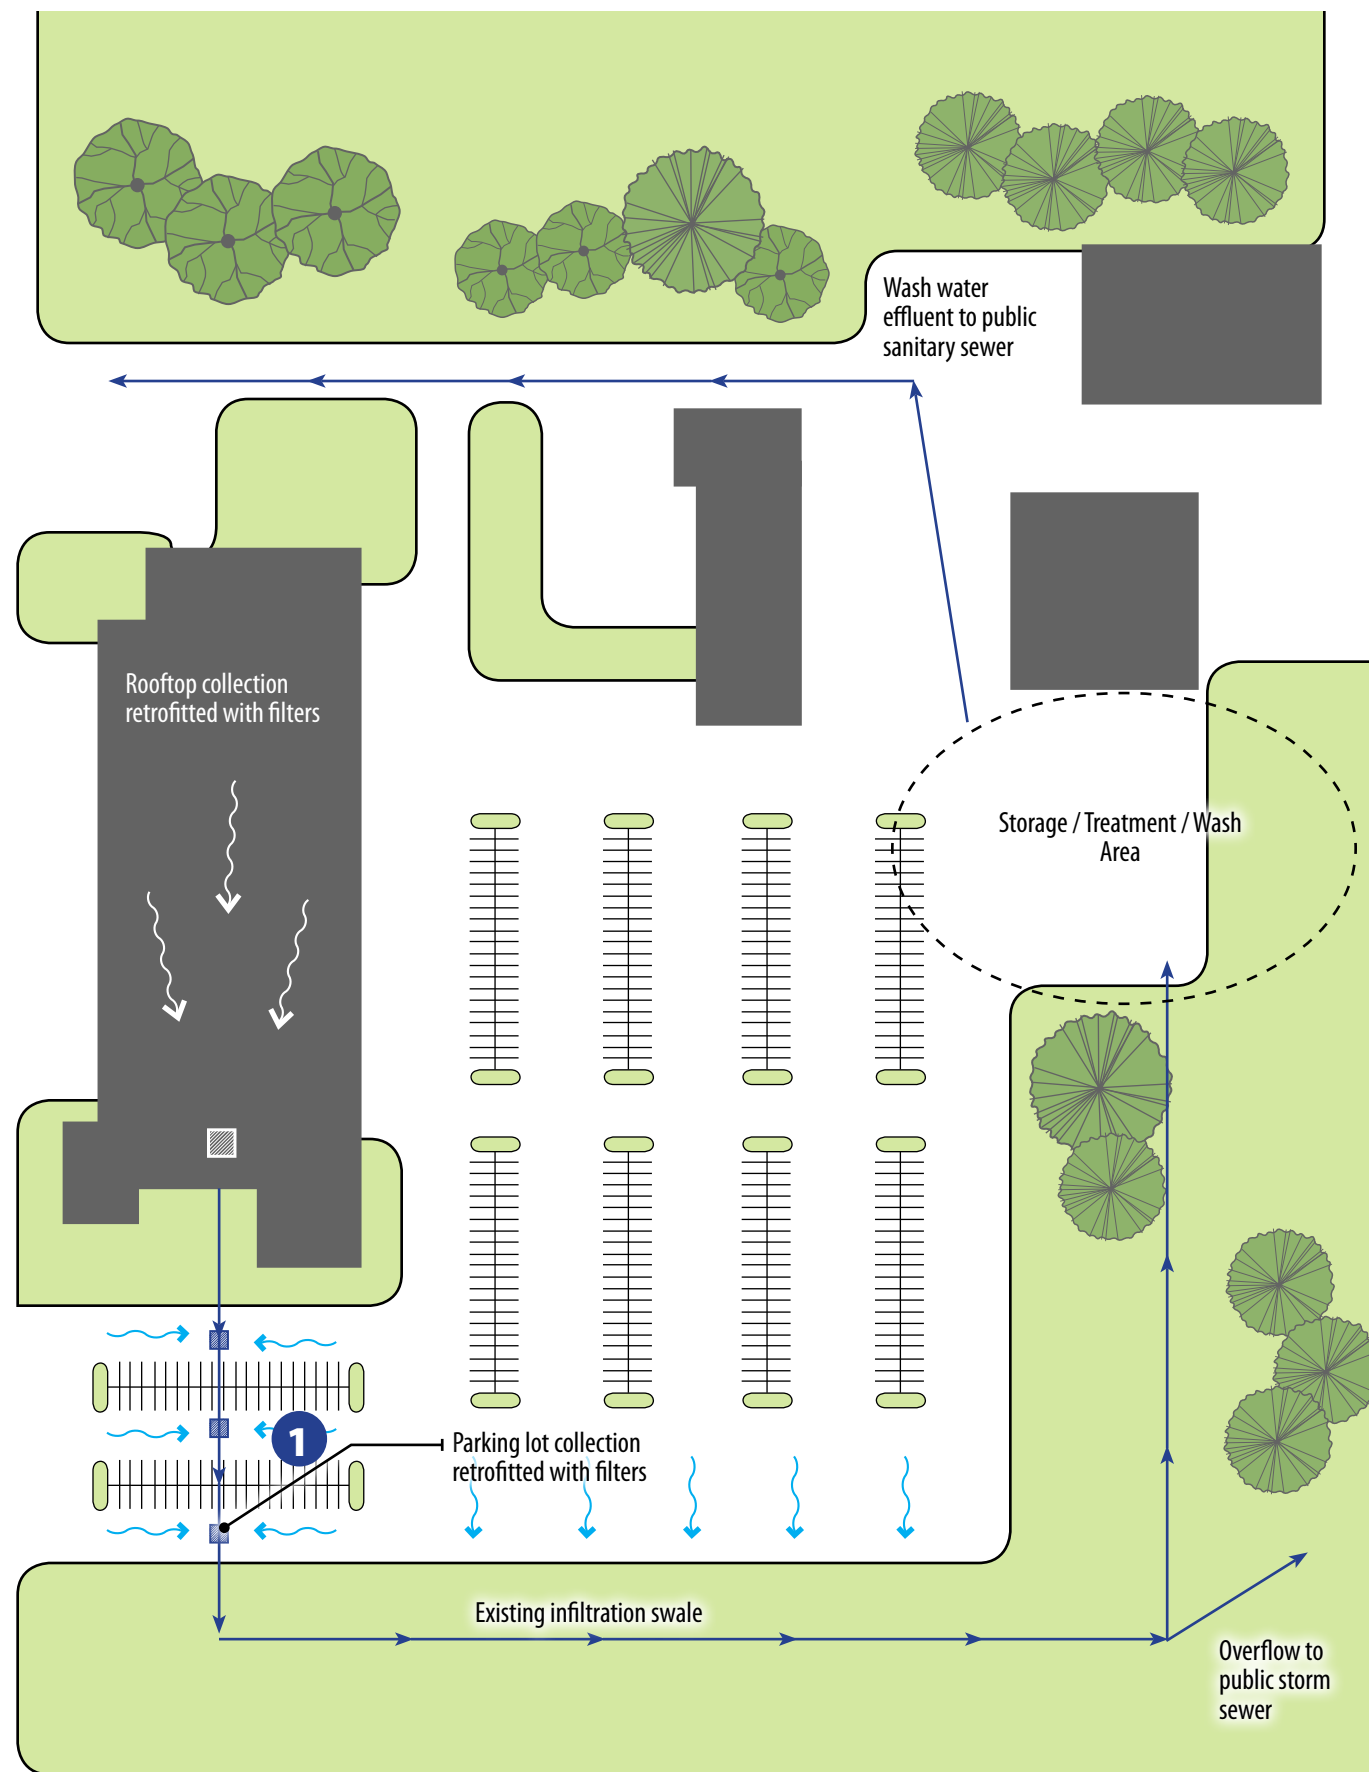 Wash water
effluent to public
sanitary sewer
Rooftop collection
retrofitted with filters
Storage / Treatment / Wash
Area
1
Parking lot collection
retrofitted with filters
Existing infiltration swale
Overflow to
public storm
sewer